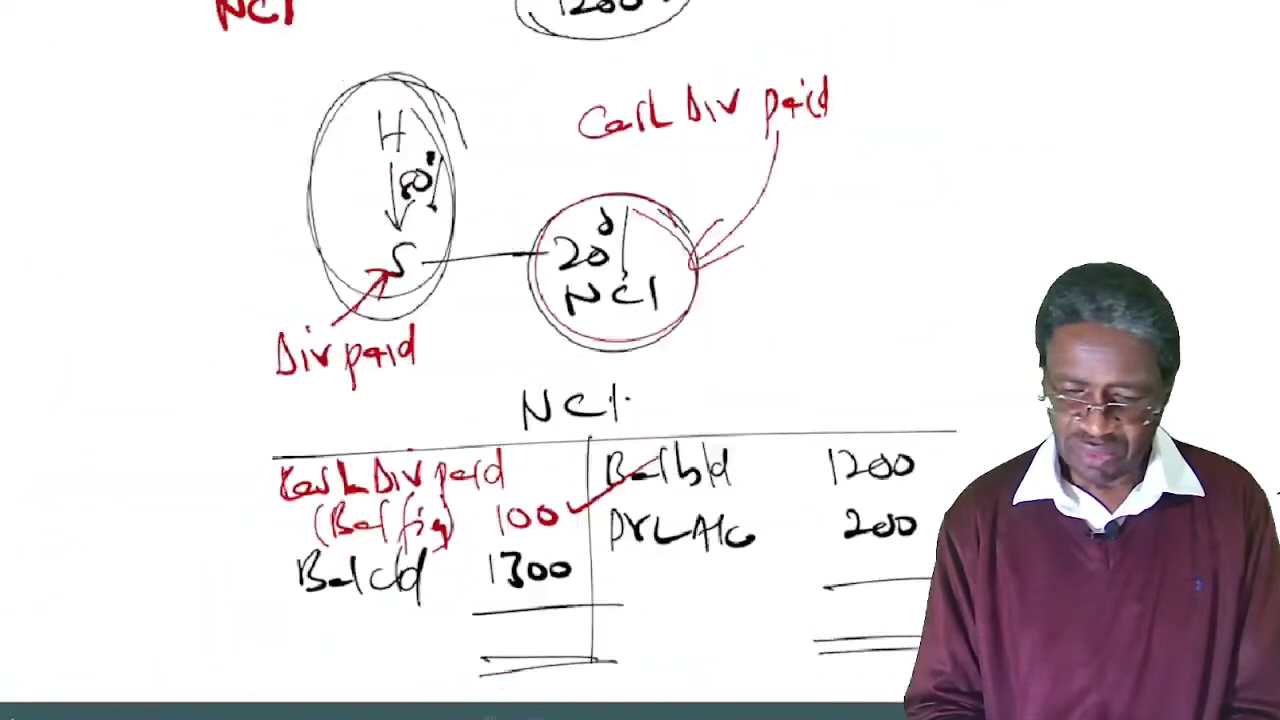 NCI
1200
H
80%
S
Cash Div paid
20%
NCI
Div paid
NCI
Cash Div paid Bal b/d 1200
(Bal fig) 100 P&L A/c 200
Bal c/d 1300